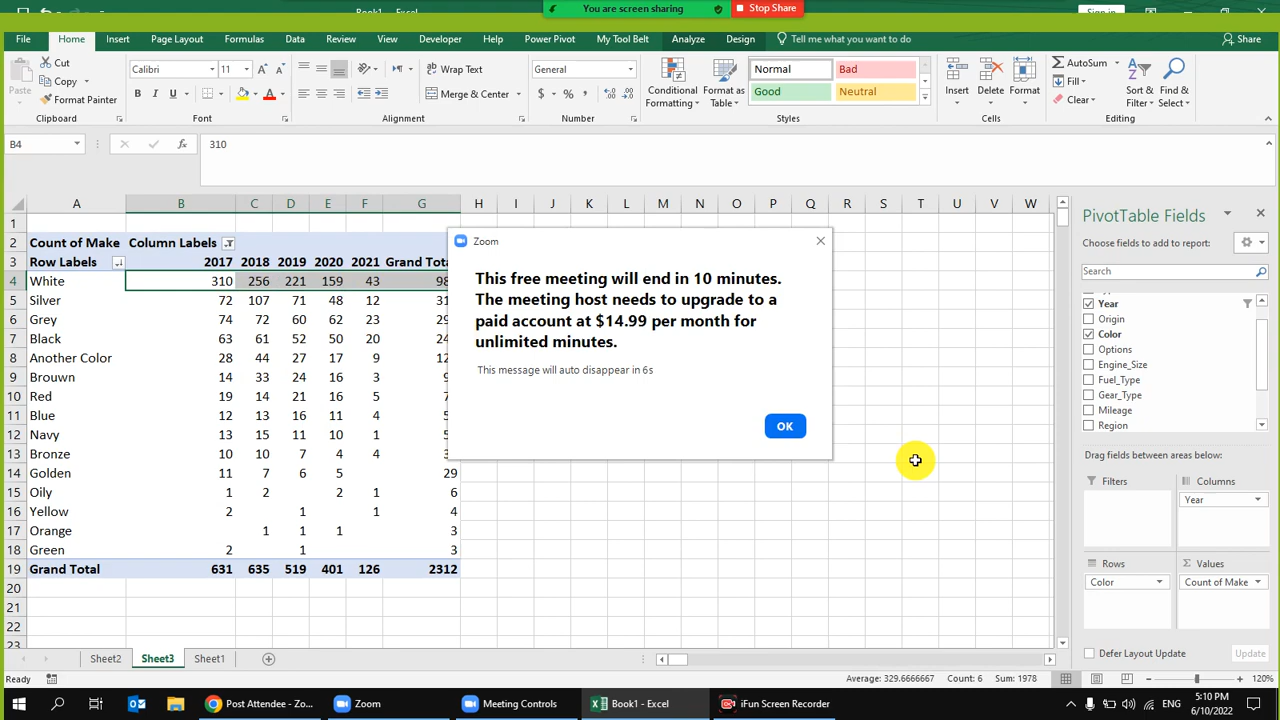 Book1 - Excel
You are screen sharing
Stop Share
Sign in
File Home Insert Page Layout Formulas Data Review View Developer Help Power Pivot My Tool Belt Analyze Design Tell me what you want to do Share
Paste
Cut
Copy
Format Painter
Clipboard
Calibri 11
B I U
Font
Wrap Text
Merge & Center
Alignment
General
$ % ,
Number
Conditional Formatting
Format as Table
Normal Bad
Good Neutral
Styles
Insert Delete Format
Cells
AutoSum
Fill
Clear
Sort & Filter
Find & Select
Editing
B4 fx 310
A B C D E F G H I J K L M N O P Q R S T U V W
1
2 Count of Make Column Labels
3 Row Labels 2017 2018 2019 2020 2021 Grand Tot
4 White 310 256 221 159 43 98
5 Silver 72 107 71 48 12 31
6 Grey 74 72 60 62 23 29
7 Black 63 61 52 50 20 24
8 Another Color 28 44 27 17 9 12
9 Brouwn 14 33 24 16 3 9
10 Red 19 14 21 16 5 7
11 Blue 12 13 16 11 4
12 Navy 13 15 11 10 1
13 Bronze 10 10 7 4 4 3
14 Golden 11 7 6 5 29
15 Oily 1 2 2 1 6
16 Yellow 2 1 1 4
17 Orange 1 1 1 3
18 Green 2 1 3
19 Grand Total 631 635 519 401 126 2312
20
21
22
23
Zoom
This free meeting will end in 10 minutes.
The meeting host needs to upgrade to a
paid account at $14.99 per month for
unlimited minutes.
This message will auto disappear in 6s
OK
PivotTable Fields
Choose fields to add to report:
Search
Year
Origin
Color
Options
Engine_Size
Fuel_Type
Gear_Type
Mileage
Region
Drag fields between areas below:
Filters Columns
Year
Rows Values
Color Count of Make
Defer Layout Update Update
Sheet2 Sheet3 Sheet1
Ready Average: 329.6666667 Count: 6 Sum: 1978 120%
Post Attendee - Zo... Zoom Meeting Controls Book1 - Excel iFun Screen Recorder ENG 5:10 PM
6/10/2022